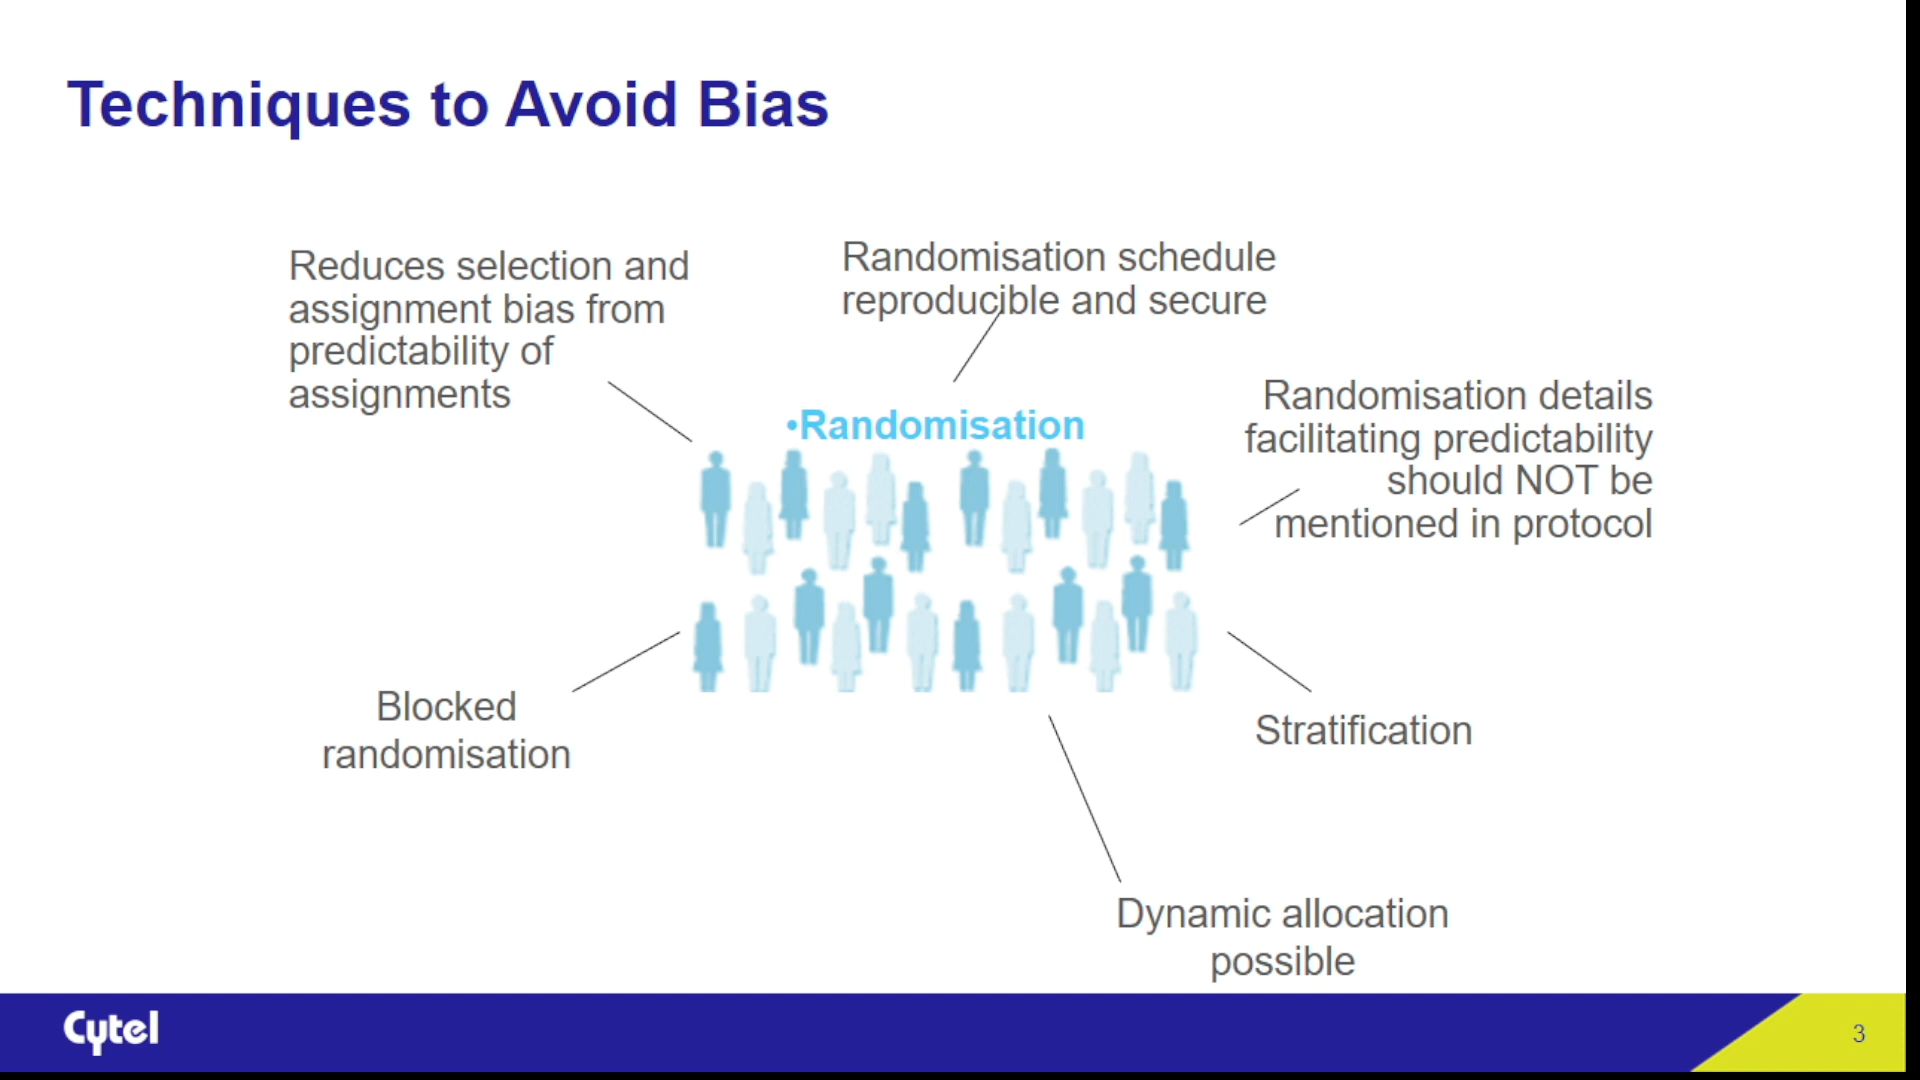 Techniques to Avoid Bias
Reduces selection and
assignment bias from
predictability of
assignments
Randomisation schedule
reproducible and secure
Randomisation details
facilitating predictability
should NOT be
mentioned in protocol
•Randomisation
Blocked
randomisation
Stratification
Dynamic allocation
possible
Cytel
3